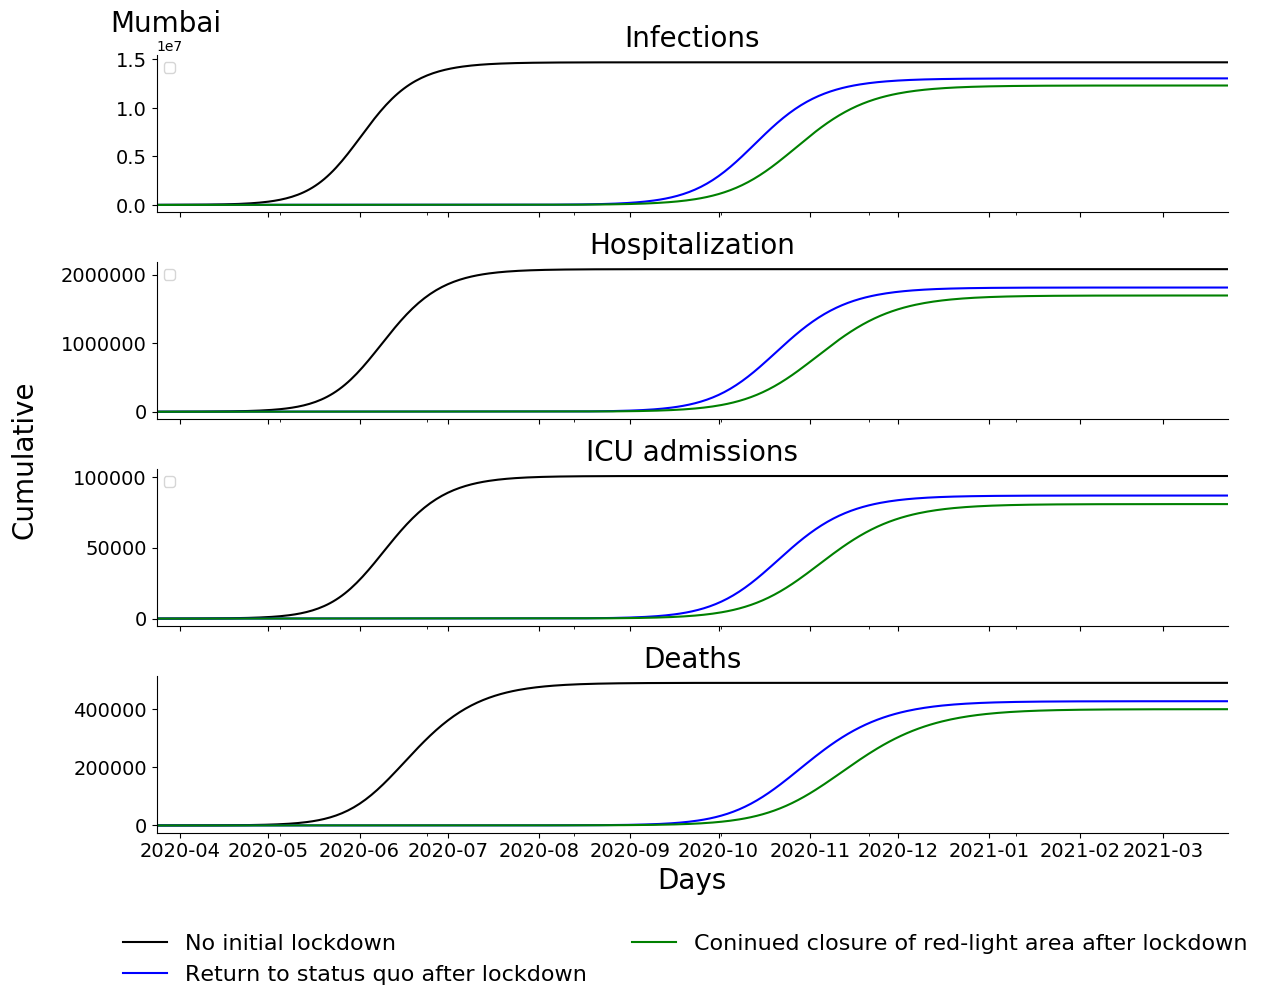 Mumbai
Infections
1e7
1.5
1.0
0.5
0.0
Hospitalization
2000000
1000000
0
ICU admissions
100000
50000
0
Deaths
400000
200000
0
Cumulative
2020-04 2020-05 2020-06 2020-07 2020-08 2020-09 2020-10 2020-11 2020-12 2021-01 2021-02 2021-03
Days
No initial lockdown
Return to status quo after lockdown
Coninued closure of red-light area after lockdown